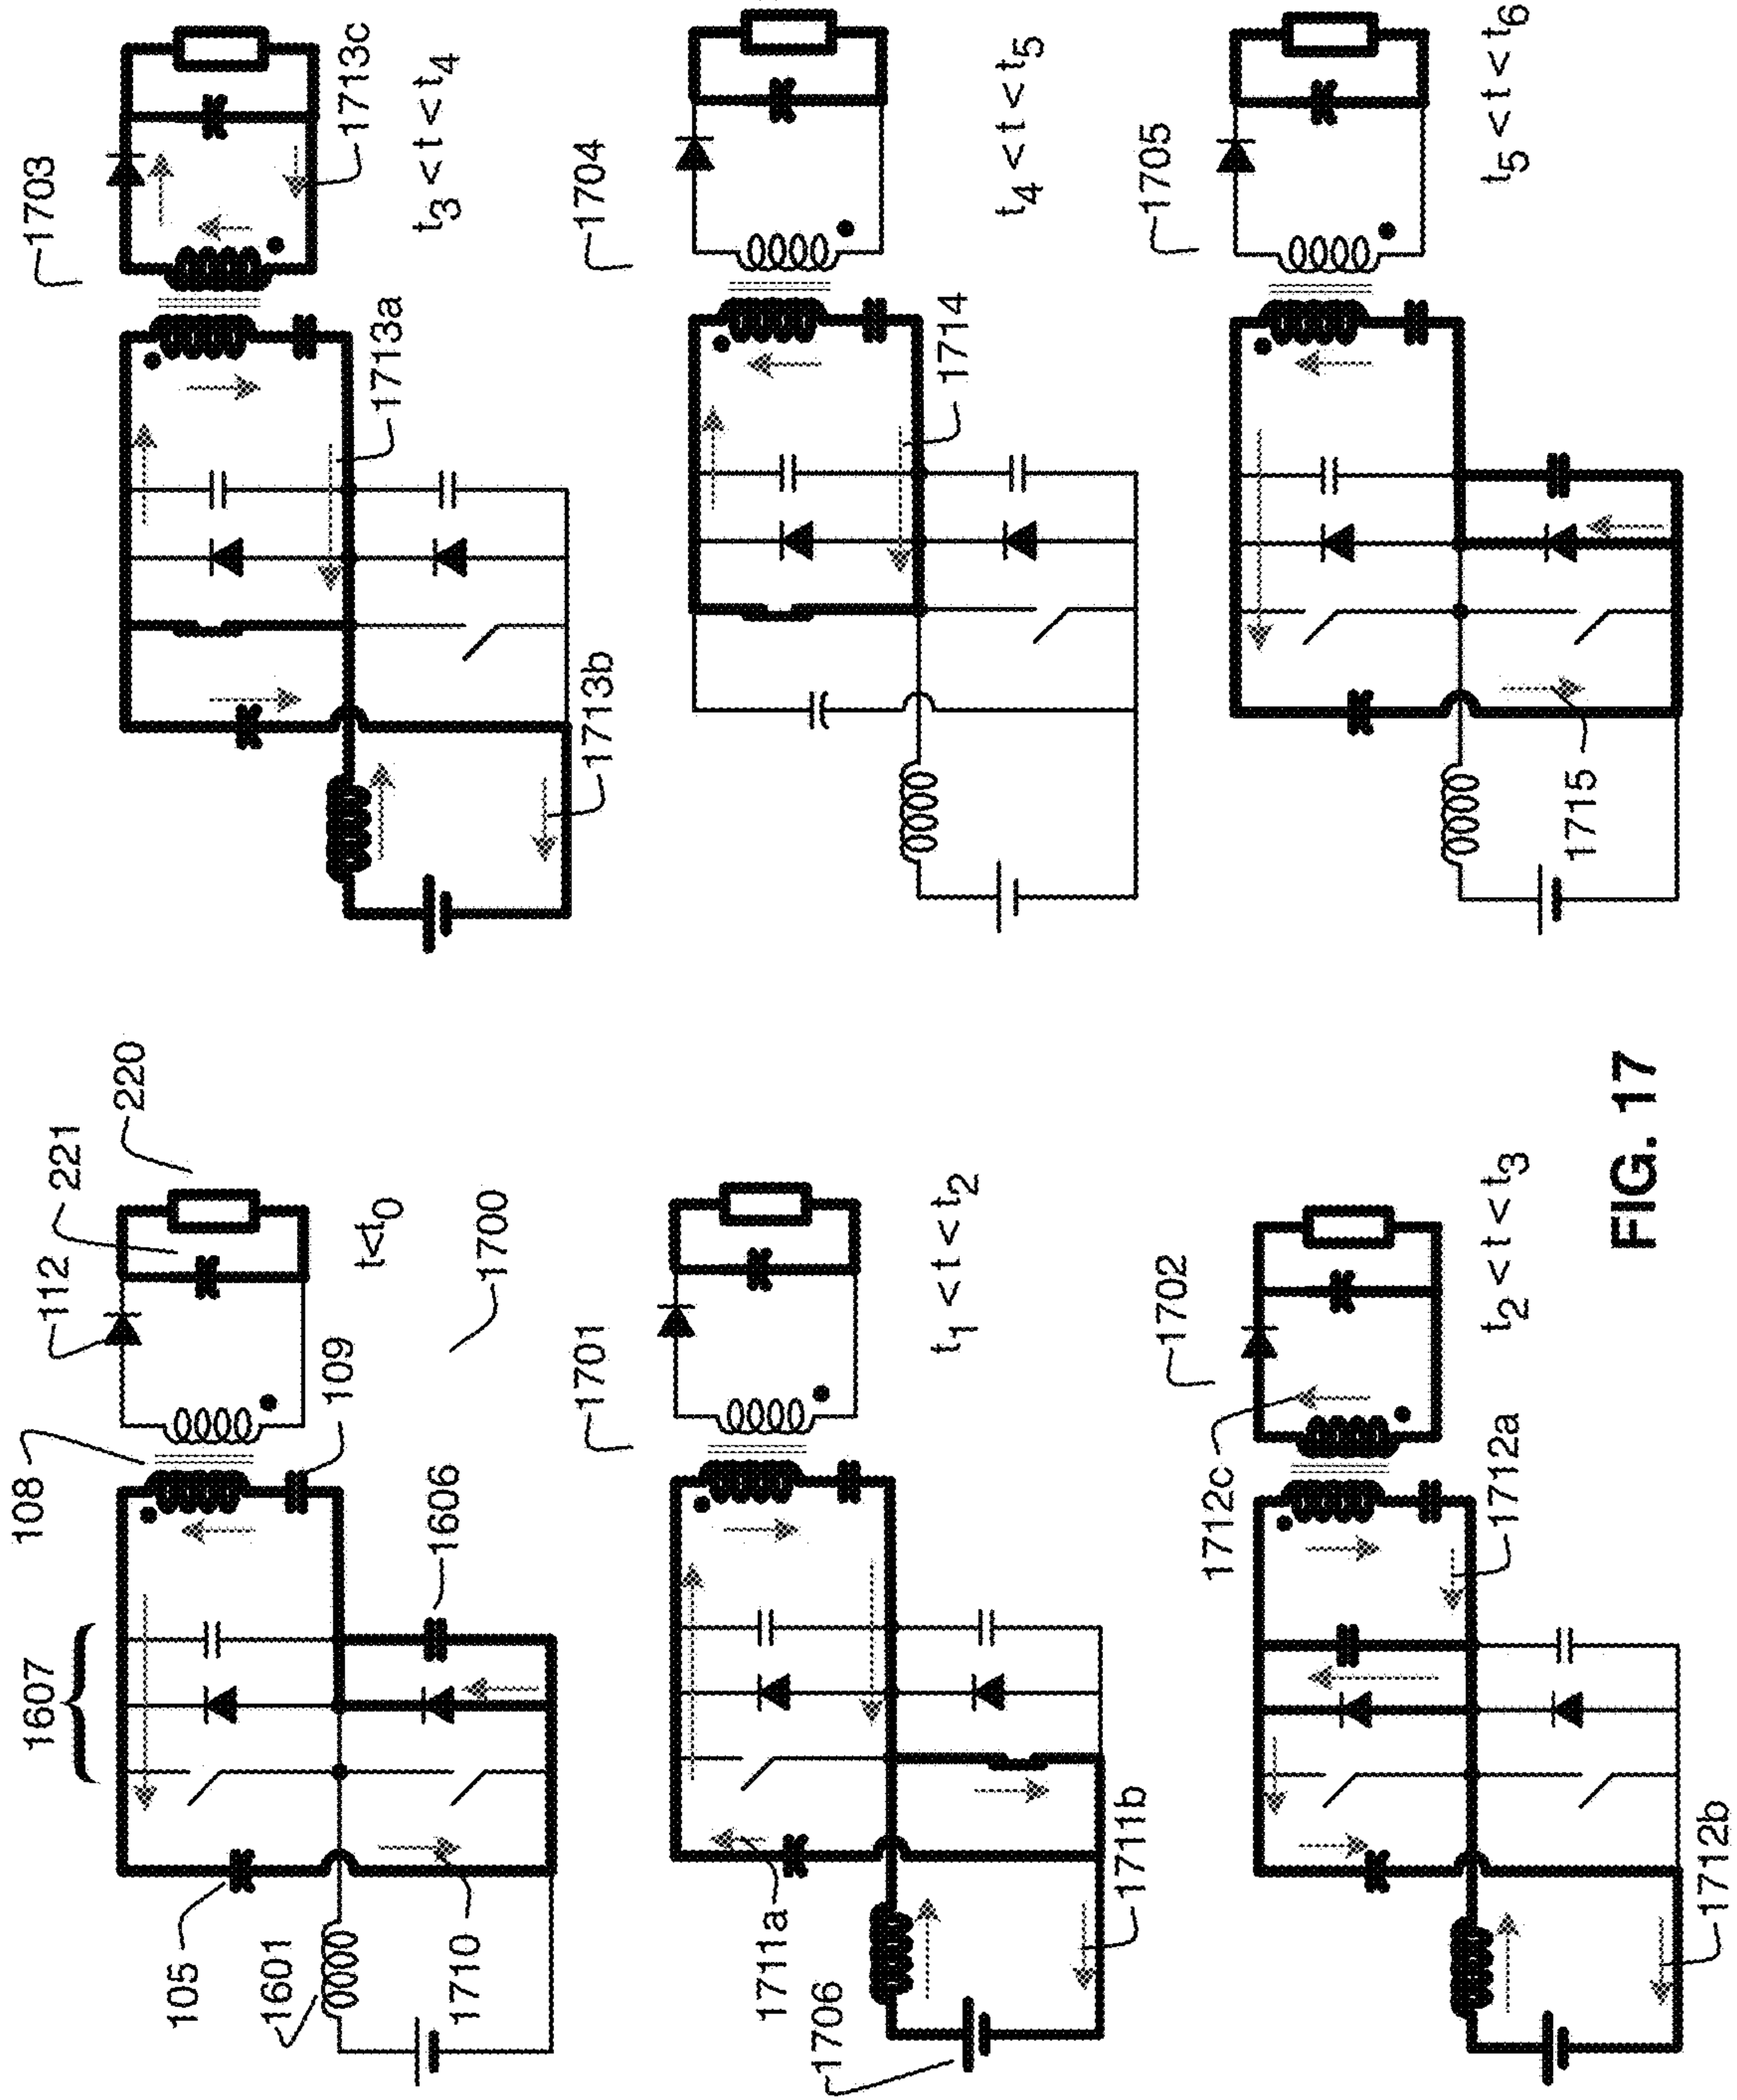 108
112
221
220
1607
109
1606
105
1601
1710
t<t0
1700
1701
1711a
1706
1711b
t1 < t < t2
1702
1712c
1712a
1712b
t2 < t < t3
1703
1713a
1713b
1713c
t3 < t < t4
1704
1714
t4 < t < t5
1705
1715
t5 < t < t6
FIG. 17